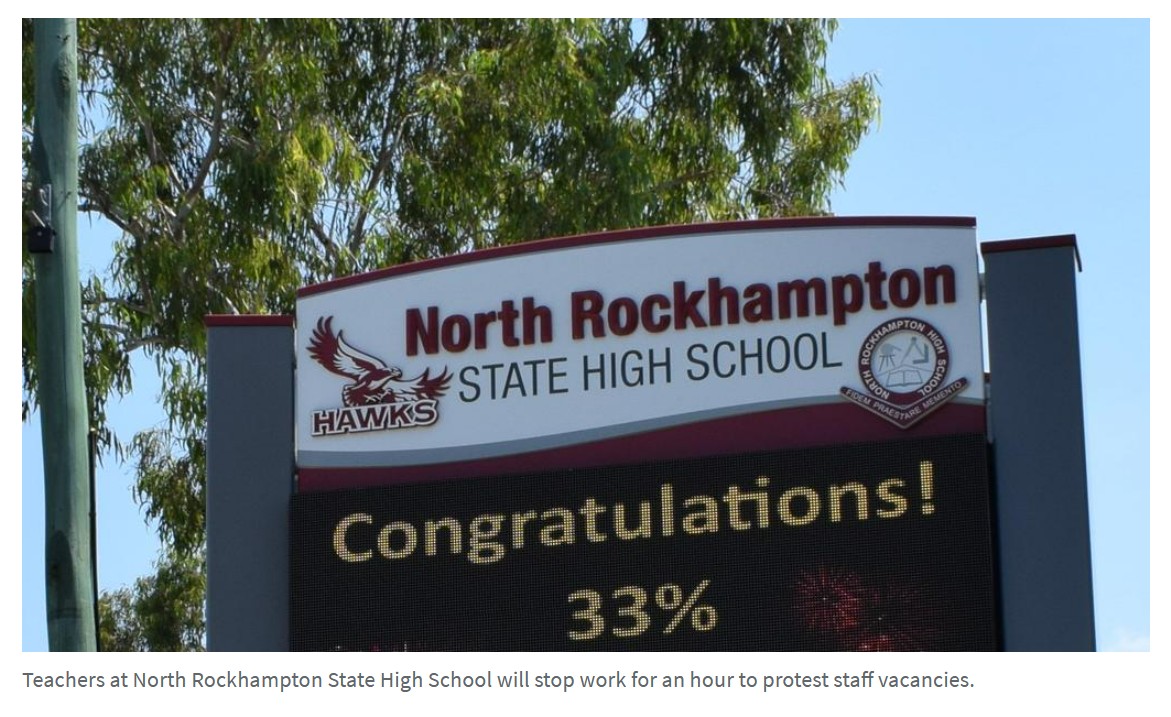 North Rockhampton
STATE HIGH SCHOOL
HAWKS
NORTH ROCKHAMPTON HIGH SCHOOL
FIDEM PRAESTARE MEMENTO
Congratulations!
33%
Teachers at North Rockhampton State High School will stop work for an hour to protest staff vacancies.